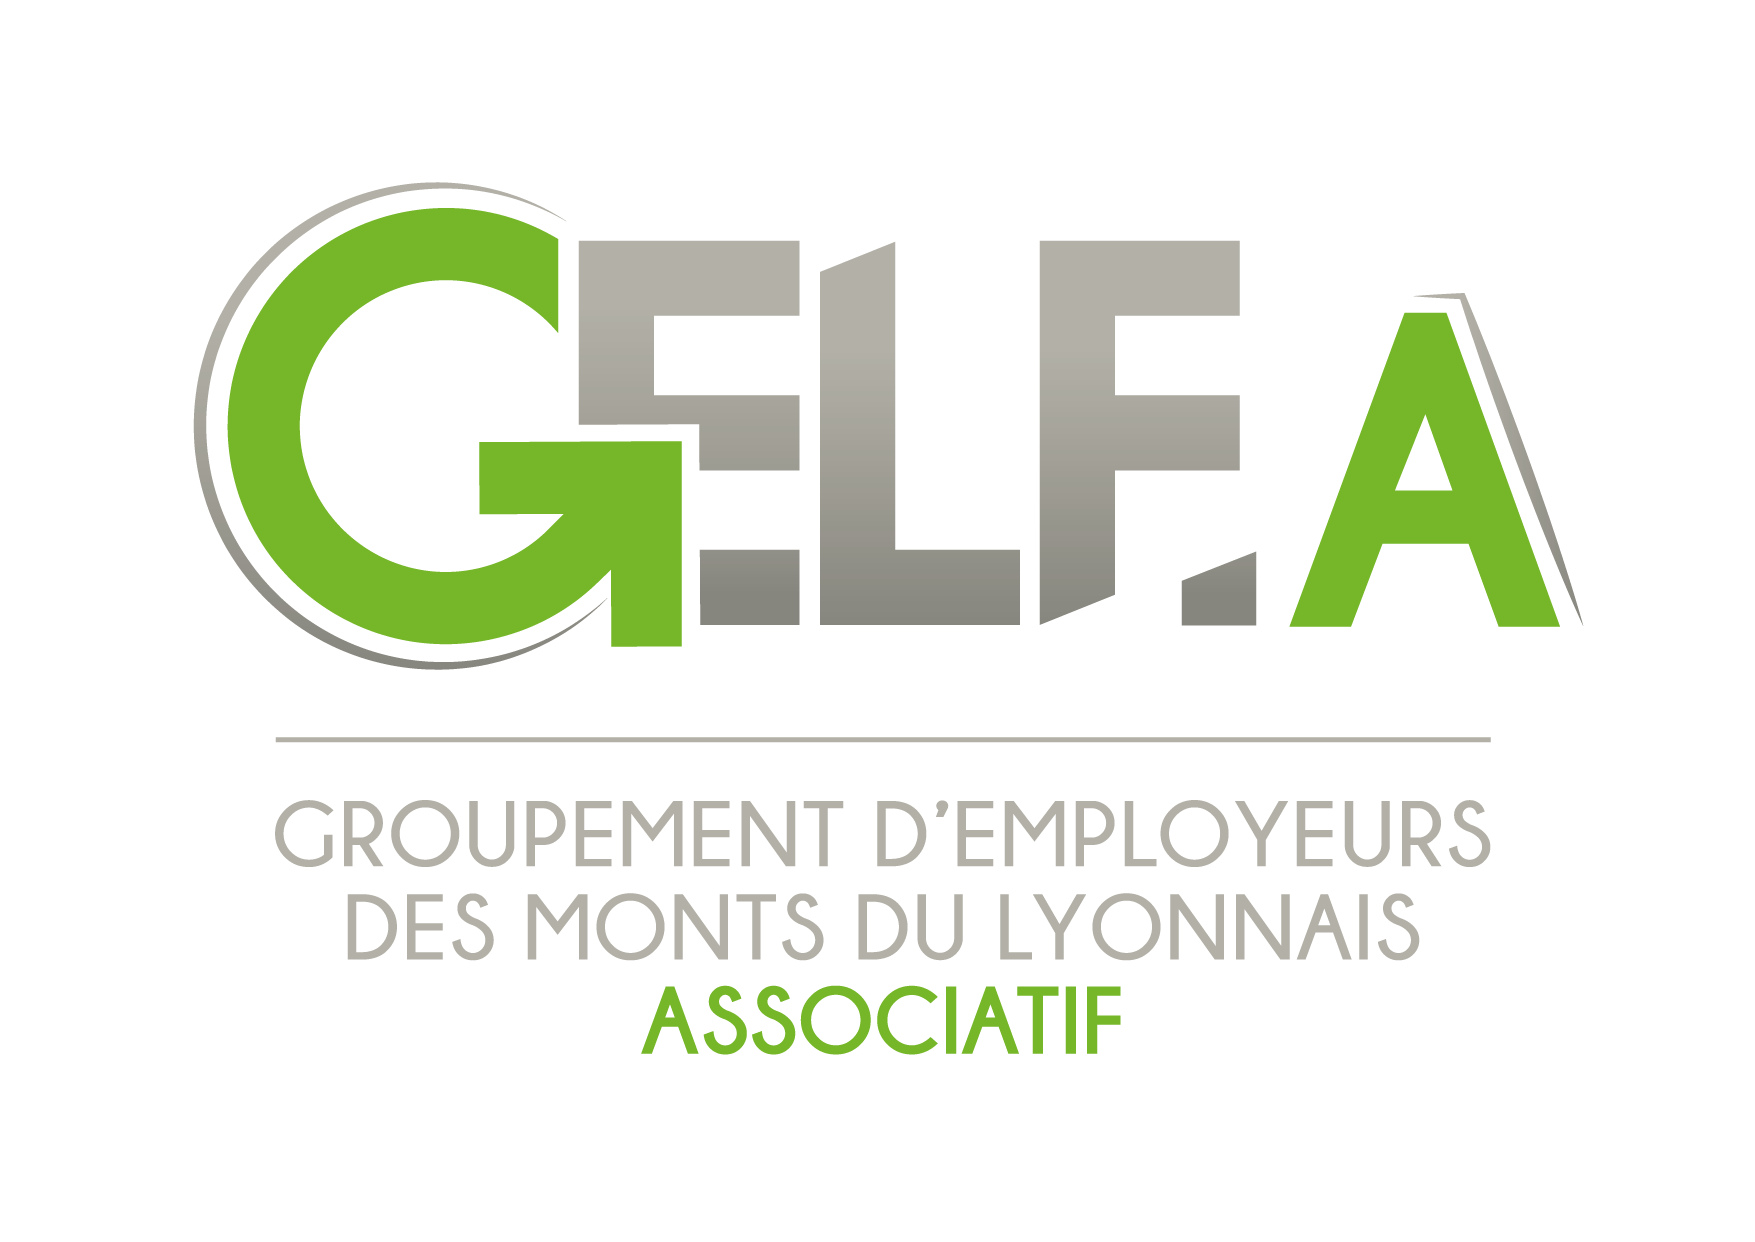 GELF.A
GROUPEMENT D'EMPLOYEURS
DES MONTS DU LYONNAIS
ASSOCIATIF